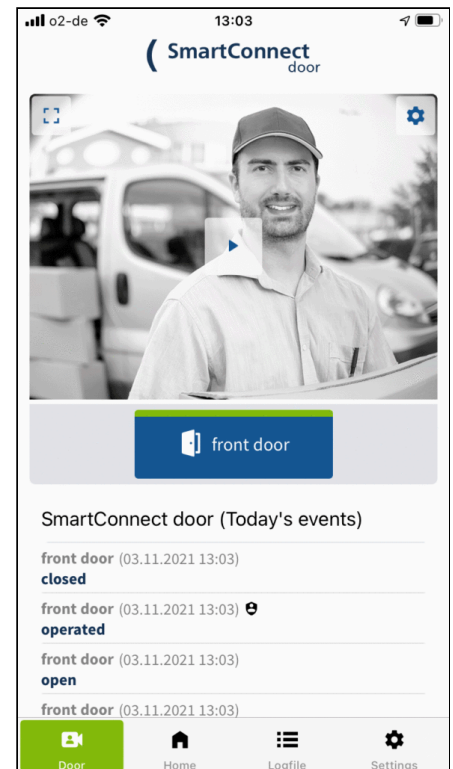 o2-de 13:03
SmartConnect
door
front door
SmartConnect door (Today's events)
front door (03.11.2021 13:03)
closed
front door (03.11.2021 13:03)
operated
front door (03.11.2021 13:03)
open
front door (03.11.2021 13:03)
Door Home Logfile Settings